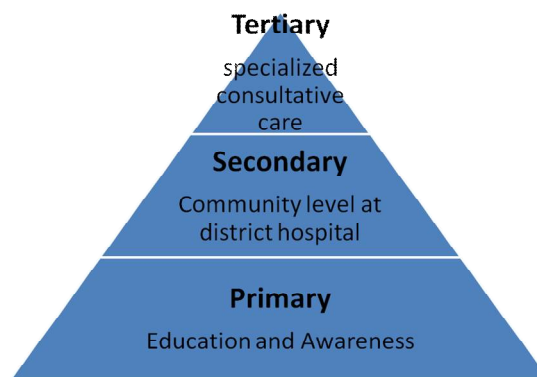 Tertiary
specialized
consultative
care
Secondary
Community level at
district hospital
Primary
Education and Awareness